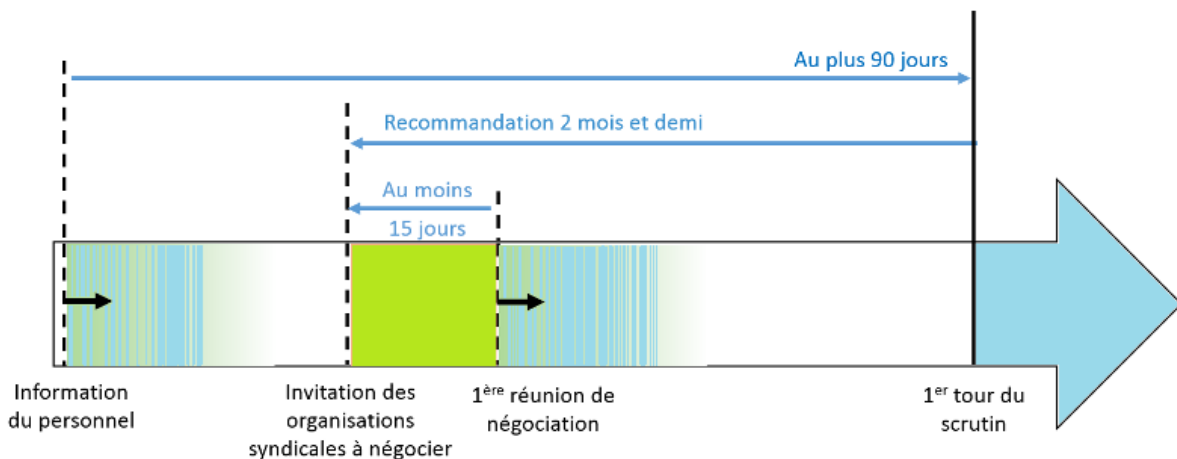 Au plus 90 jours
Recommandation 2 mois et demi
Au moins
15 jours
Information
du personnel
Invitation des
organisations
syndicales à négocier
1ère réunion de
négociation
1er tour du
scrutin